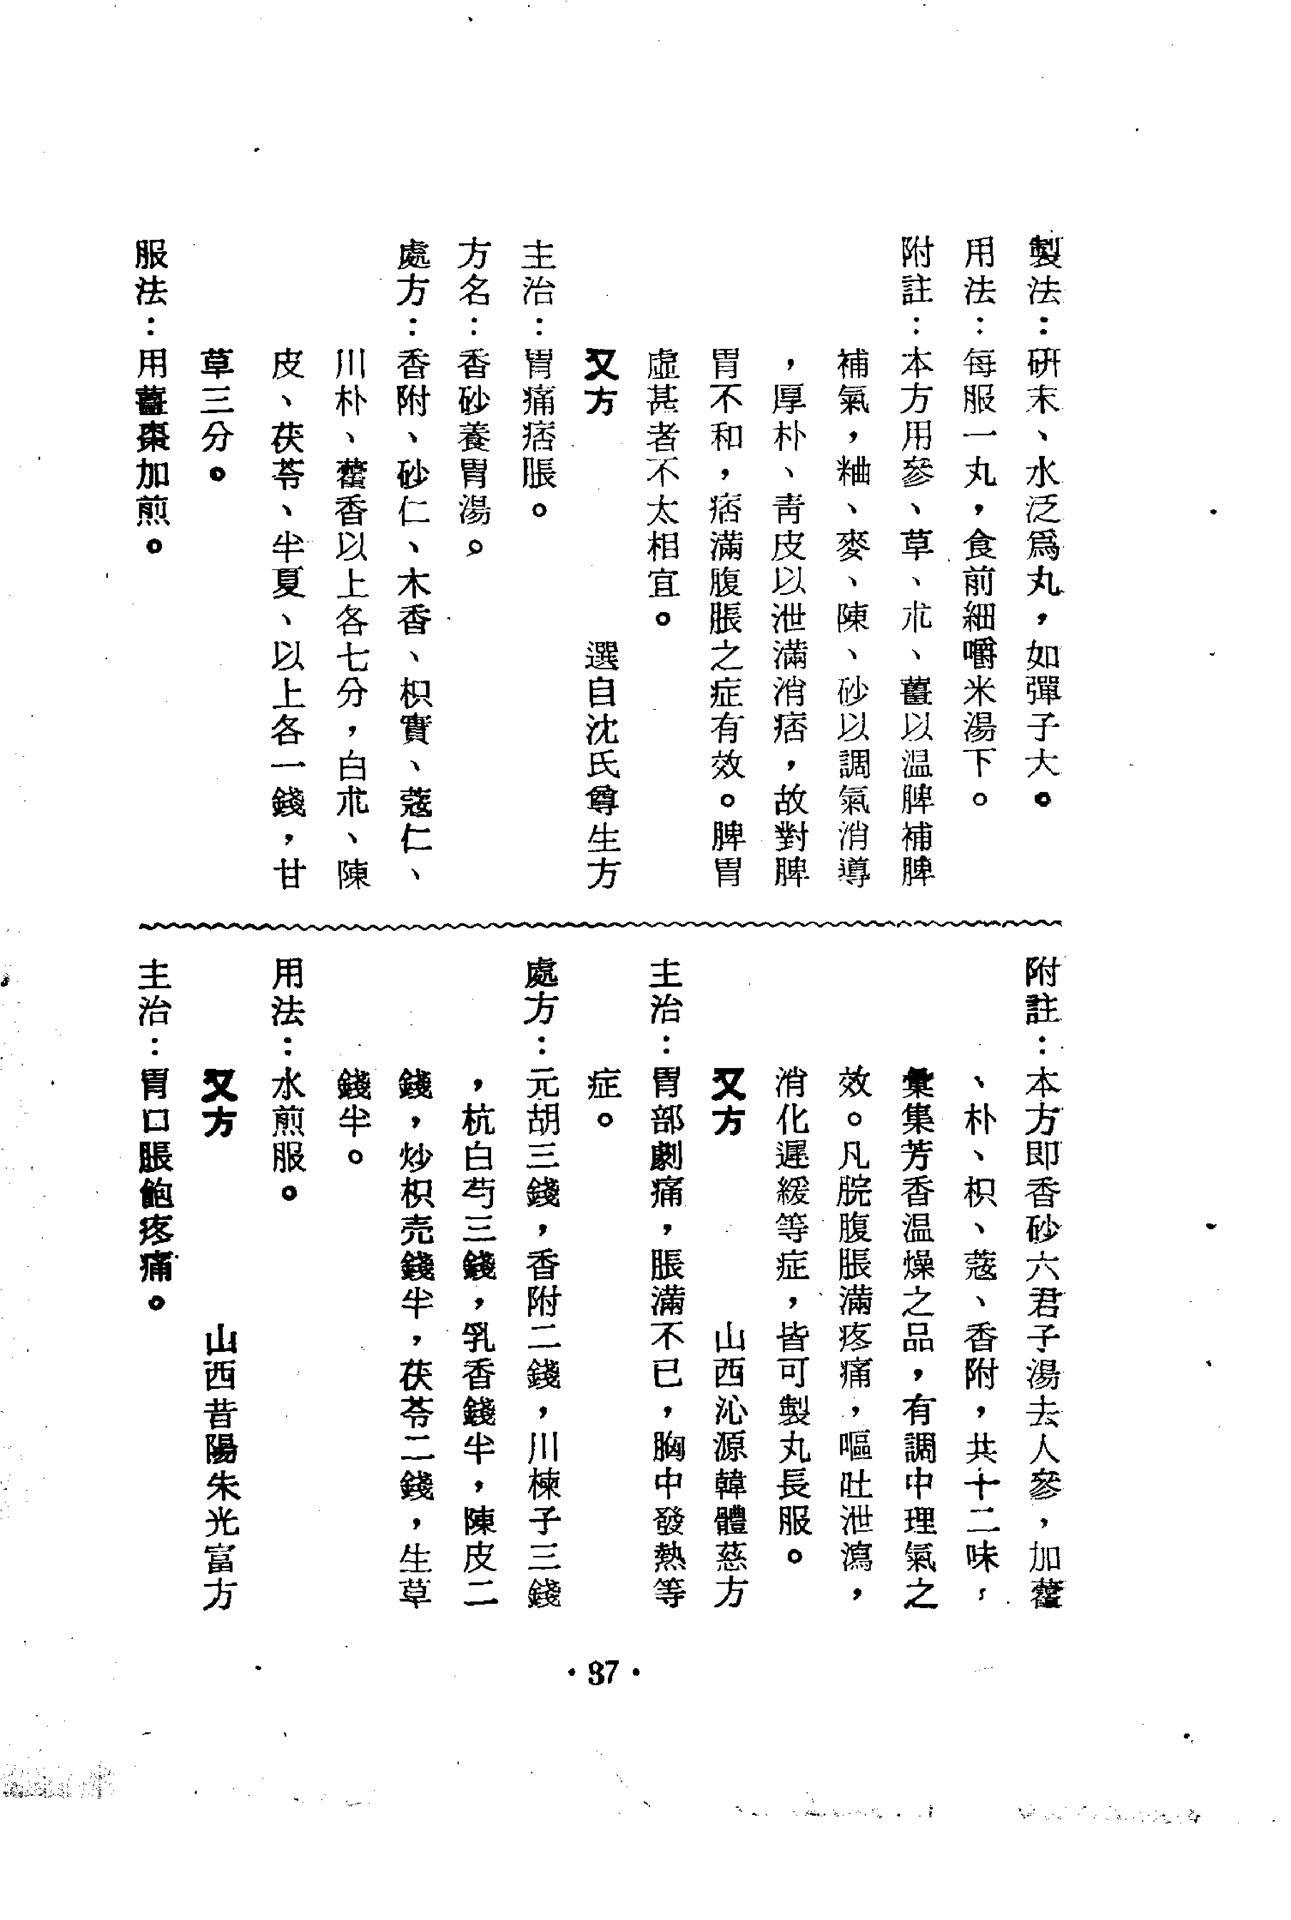 製法：研末、水泛爲丸，如彈子大。
用法：每服一丸，食前細嚼米湯下。
附註：本方用參、草、朮、薑以温脾補脾
補氣，粬、麥、陳、砂以調氣消導
，厚朴、青皮以泄滿消痞，故對脾
胃不和，痞滿腹脹之症有效。脾胃
虛甚者不太相宜。
又方　選自沈氏尊生方
主治：胃痛痞脹。
方名：香砂養胃湯。
處方：香附、砂仁、木香、枳實、蔻仁、
川朴、藿香以上各七分，白朮、陳
皮、茯苓、半夏、以上各一錢，甘
草三分。
服法：用薑棗加煎。
附註：本方即香砂六君子湯去人參，加藿
、朴、枳、蔻、香附，共十二味，
彙集芳香温燥之品，有調中理氣之
效。凡脘腹脹滿疼痛，嘔吐泄瀉，
消化遲緩等症，皆可製丸長服。
又方　山西沁源韓體慈方
主治：胃部劇痛，脹滿不已，胸中發熱等
症。
處方：元胡三錢，香附二錢，川楝子三錢
，杭白芍三錢，乳香錢半，陳皮二
錢，炒枳壳錢半，茯苓二錢，生草
錢半。
用法：水煎服。
又方　山西昔陽朱光富方
主治：胃口脹飽疼痛。
·37·